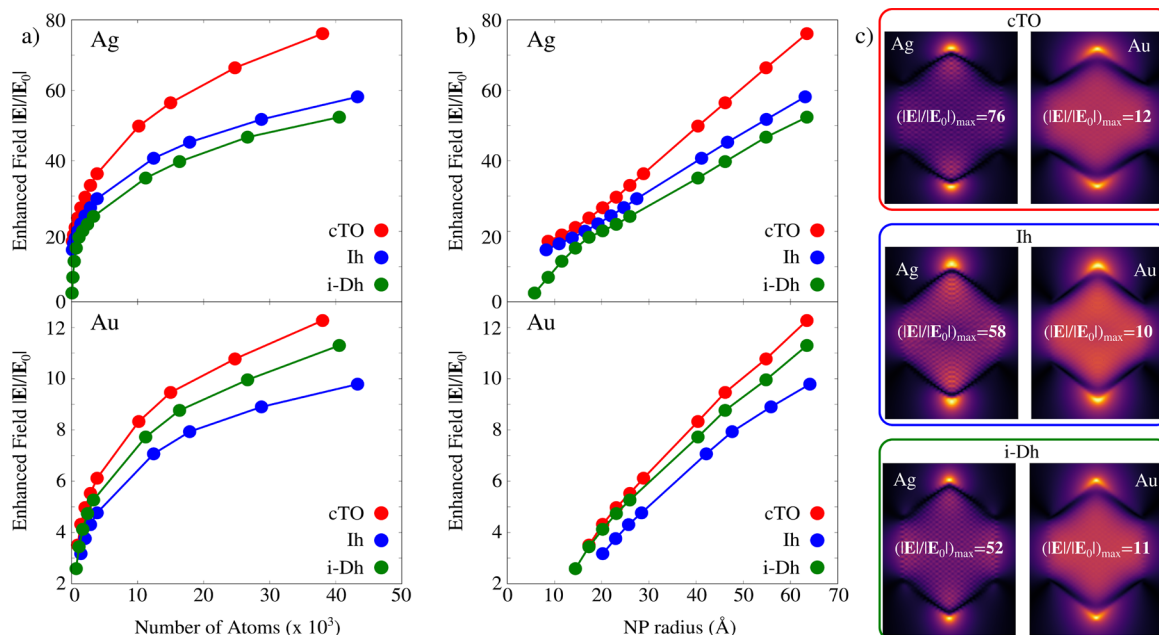 a)
Ag
Enhanced Field |E|/|E₀|
80
60
40
20
0
cTO
Ih
i-Dh
Au
Enhanced Field |E|/|E₀|
12
10
8
6
4
2
cTO
Ih
i-Dh
0 10 20 30 40 50
Number of Atoms (x 10³)
b)
Ag
Enhanced Field |E|/|E₀|
80
60
40
20
0
cTO
Ih
i-Dh
Au
Enhanced Field |E|/|E₀|
12
10
8
6
4
2
cTO
Ih
i-Dh
0 10 20 30 40 50 60 70
NP radius (Å)
c)
cTO
Ag Au
(|E|/|E₀|)max=76 (|E|/|E₀|)max=12
Ih
Ag Au
(|E|/|E₀|)max=58 (|E|/|E₀|)max=10
i-Dh
Ag Au
(|E|/|E₀|)max=52 (|E|/|E₀|)max=11